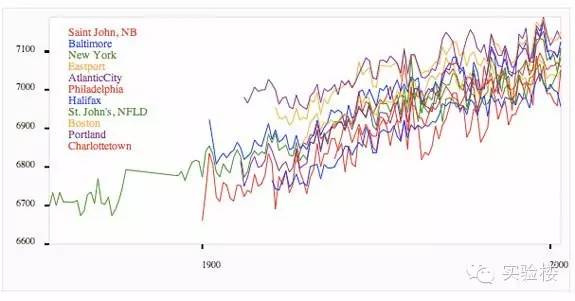 Saint John, NB
Baltimore
New York
Eastport
AtlanticCity
Philadelphia
Halifax
St. John's, NFLD
Boston
Portland
Charlottetown
7100
7000
6900
6800
6700
6600
1900
2000
实验楼